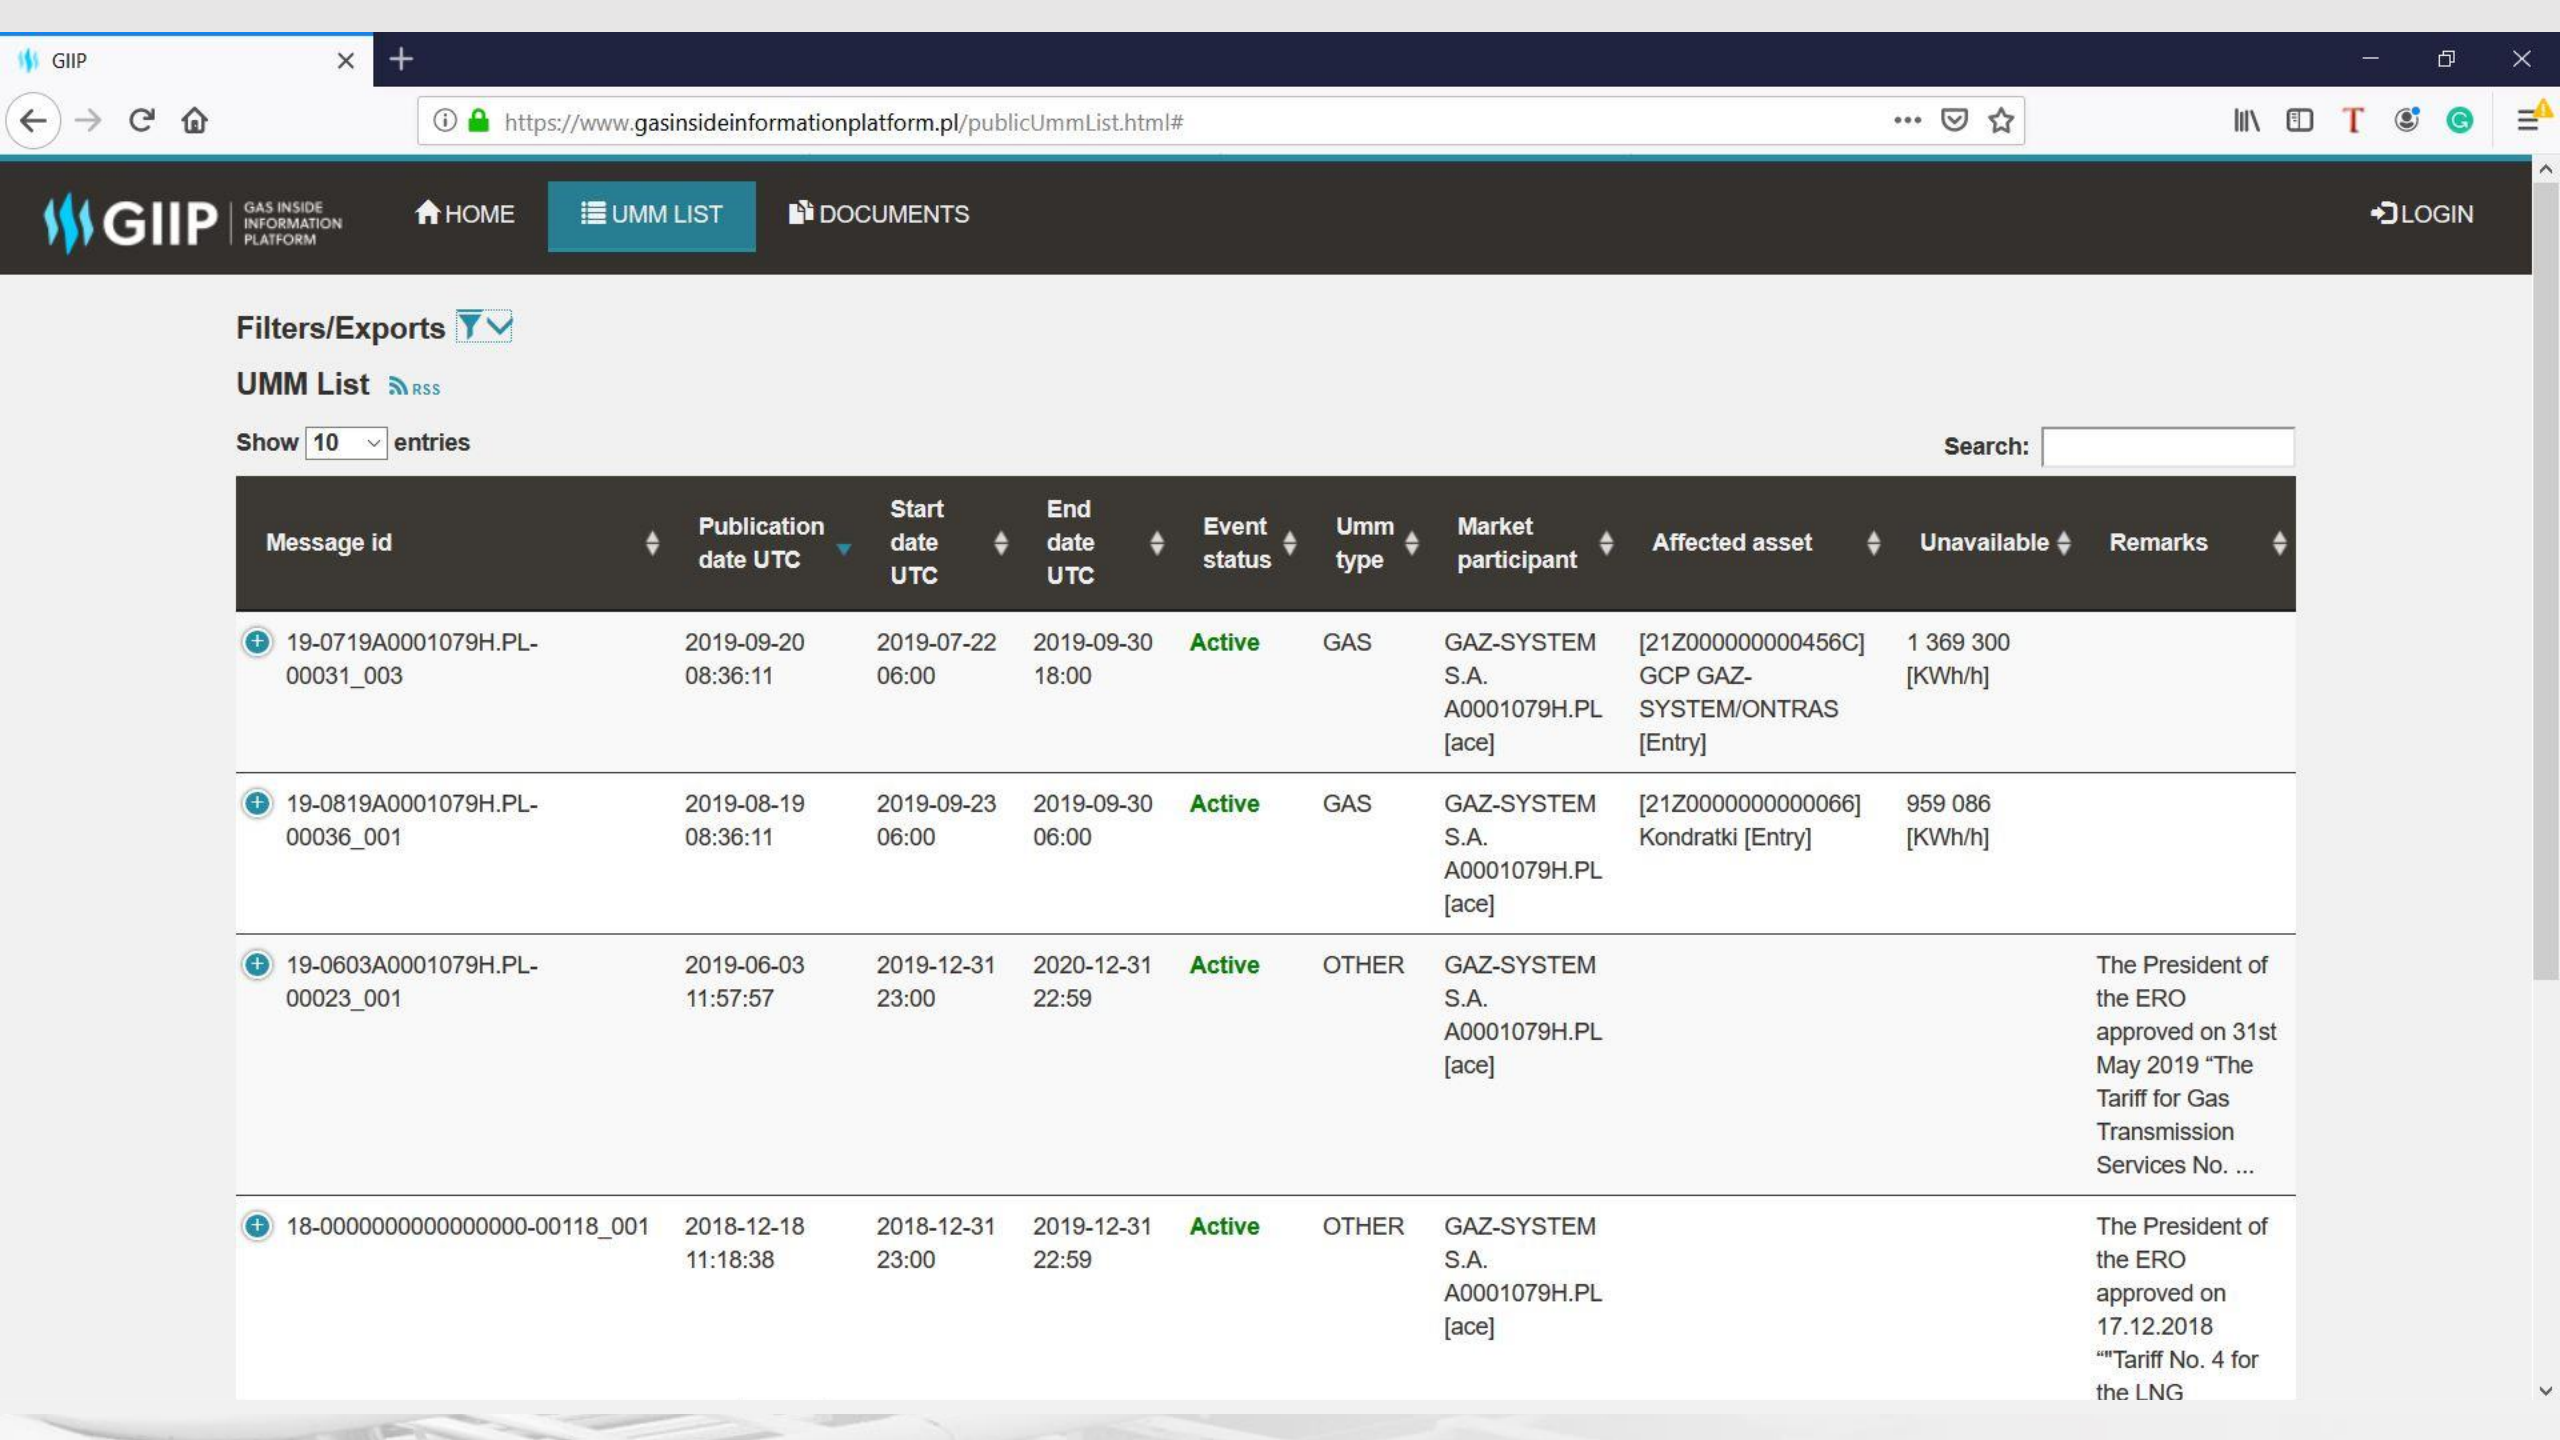 GIIP
https://www.gasinsideinformationplatform.pl/publicUmmList.html#
GIIP
GAS INSIDE
INFORMATION
PLATFORM
HOME
UMM LIST
DOCUMENTS
LOGIN
Filters/Exports
UMM List RSS
Show 10 entries
Search:
Message id
Publication
date UTC
Start
date
UTC
End
date
UTC
Event
status
Umm
type
Market
participant
Affected asset
Unavailable
Remarks
19-0719A0001079H.PL-
00031_003
2019-09-20
08:36:11
2019-07-22
06:00
2019-09-30
18:00
Active
GAS
GAZ-SYSTEM
S.A.
A0001079H.PL
[ace]
[21Z000000000456C]
GCP GAZ-
SYSTEM/ONTRAS
[Entry]
1 369 300
[KWh/h]
19-0819A0001079H.PL-
00036_001
2019-08-19
08:36:11
2019-09-23
06:00
2019-09-30
06:00
Active
GAS
GAZ-SYSTEM
S.A.
A0001079H.PL
[ace]
[21Z0000000000066]
Kondratki [Entry]
959 086
[KWh/h]
19-0603A0001079H.PL-
00023_001
2019-06-03
11:57:57
2019-12-31
23:00
2020-12-31
22:59
Active
OTHER
GAZ-SYSTEM
S.A.
A0001079H.PL
[ace]
The President of
the ERO
approved on 31st
May 2019 “The
Tariff for Gas
Transmission
Services No. ...
18-0000000000000000-00118_001
2018-12-18
11:18:38
2018-12-31
23:00
2019-12-31
22:59
Active
OTHER
GAZ-SYSTEM
S.A.
A0001079H.PL
[ace]
The President of
the ERO
approved on
17.12.2018
“"Tariff No. 4 for
the LNG